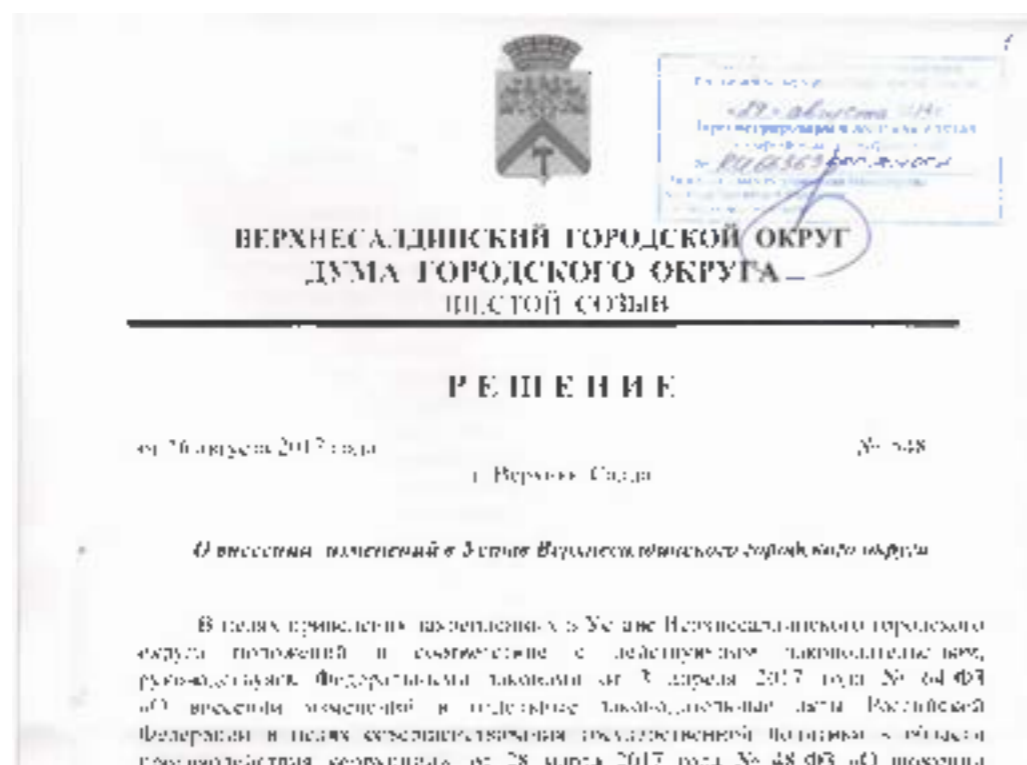 августа
ВЕРХНЕСАЛДИНСКИЙ ГОРОДСКОЙ ОКРУГ
ДУМА ГОРОДСКОГО ОКРУГА
ШЕСТОЙ СОЗЫВ
РЕШЕНИЕ
от августа 2017 года №
г. Верхняя Салда
О внесении изменений в Устав Верхнесалдинского городского округа
В целях приведения закрепленных в Уставе Верхнесалдинского городского
округа положений в соответствие с действующим законодательством,
руководствуясь Федеральными законами от 3 апреля 2017 года № 64-ФЗ
«О внесении изменений в отдельные законодательные акты Российской
Федерации в целях совершенствования государственной политики в области
противодействия коррупции», от 28 марта 2017 года № 48-ФЗ «О внесении